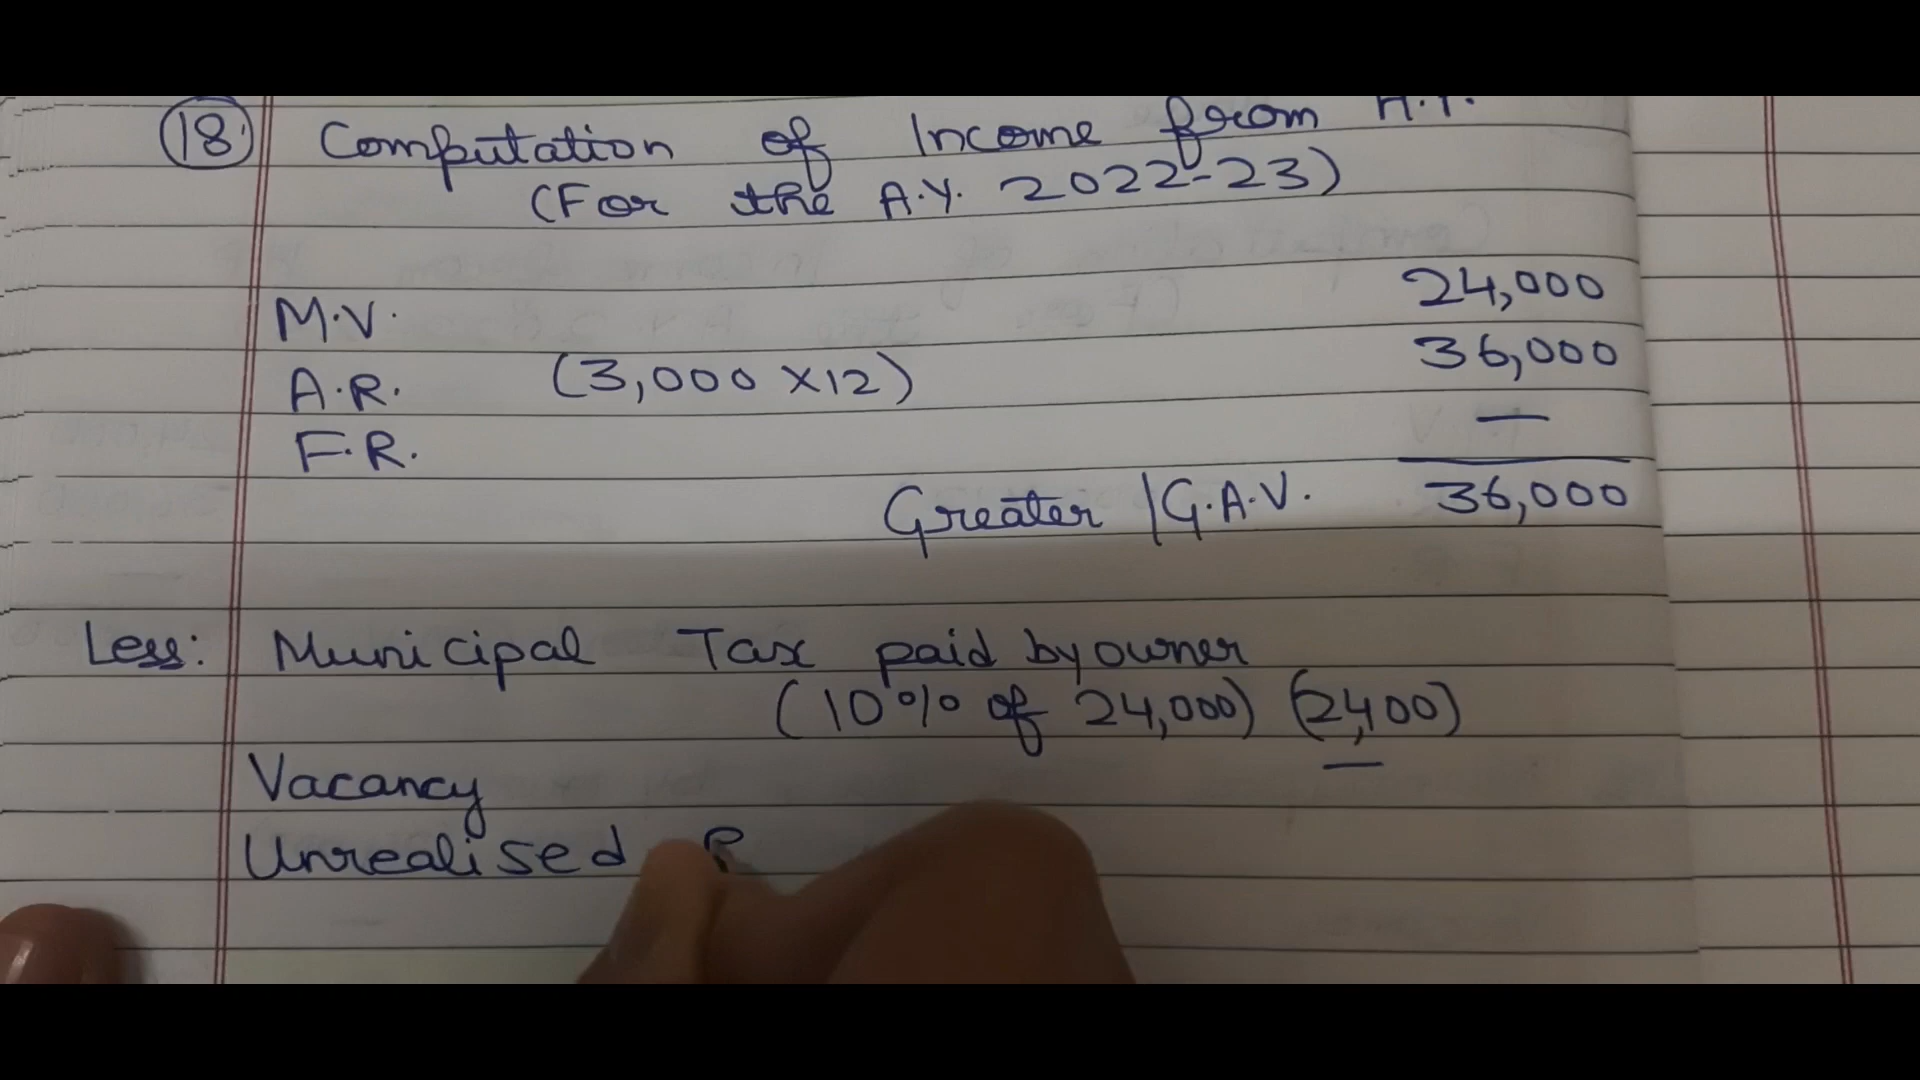 18. Computation of Income from H.P.
(For the A.Y. 2022-23)
M.V. 24,000
A.R. (3,000 x12) 36,000
F.R. —
Greater / G.A.V. 36,000
Less: Municipal Tax paid by owner
(10% of 24,000) (2,400)
Vacancy —
Unrealised